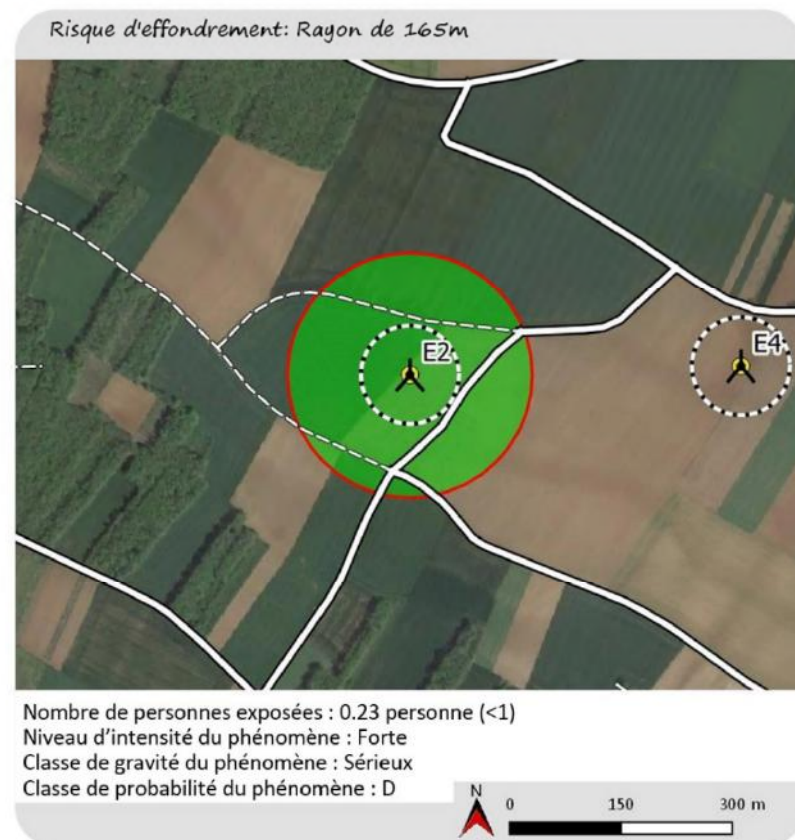 Risque d'effondrement: Rayon de 165m
E2
E4
Nombre de personnes exposées : 0.23 personne (<1)
Niveau d'intensité du phénomène : Forte
Classe de gravité du phénomène : Sérieux
Classe de probabilité du phénomène : D
N
0 150 300 m